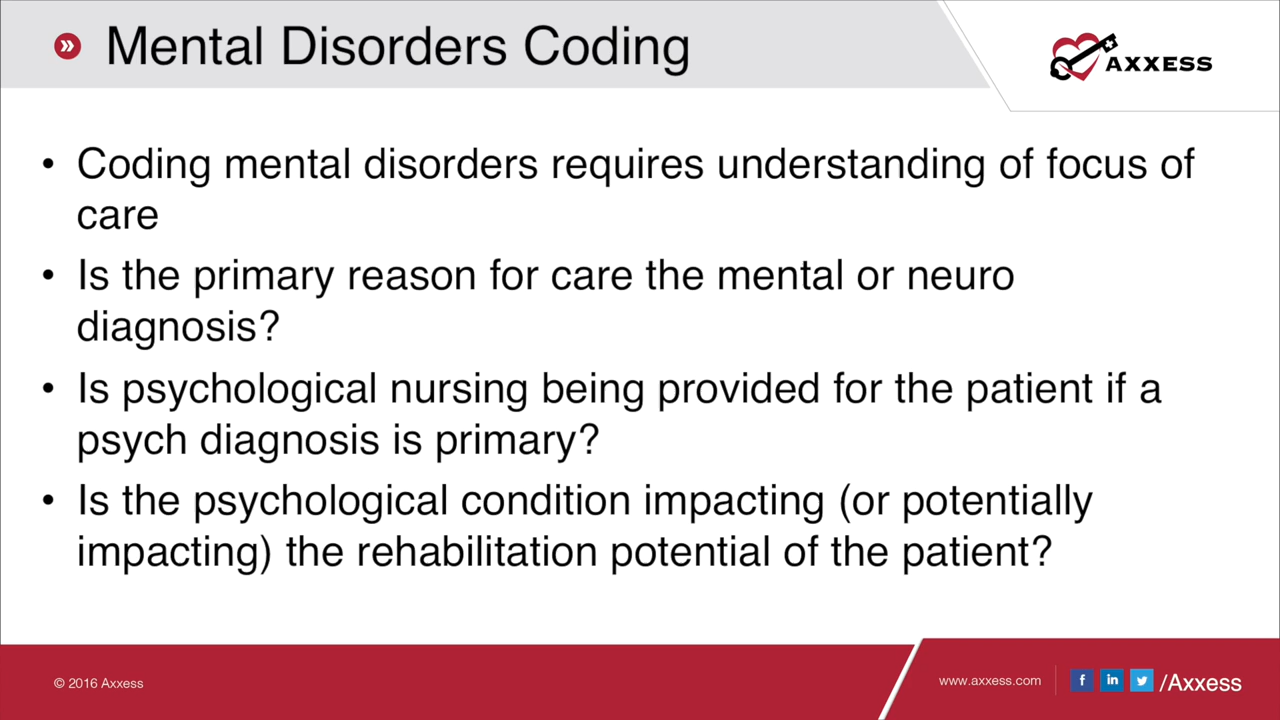 Mental Disorders Coding
AXXESS
• Coding mental disorders requires understanding of focus of
care
• Is the primary reason for care the mental or neuro
diagnosis?
• Is psychological nursing being provided for the patient if a
psych diagnosis is primary?
• Is the psychological condition impacting (or potentially
impacting) the rehabilitation potential of the patient?
© 2016 Axxess
www.axxess.com
/Axxess